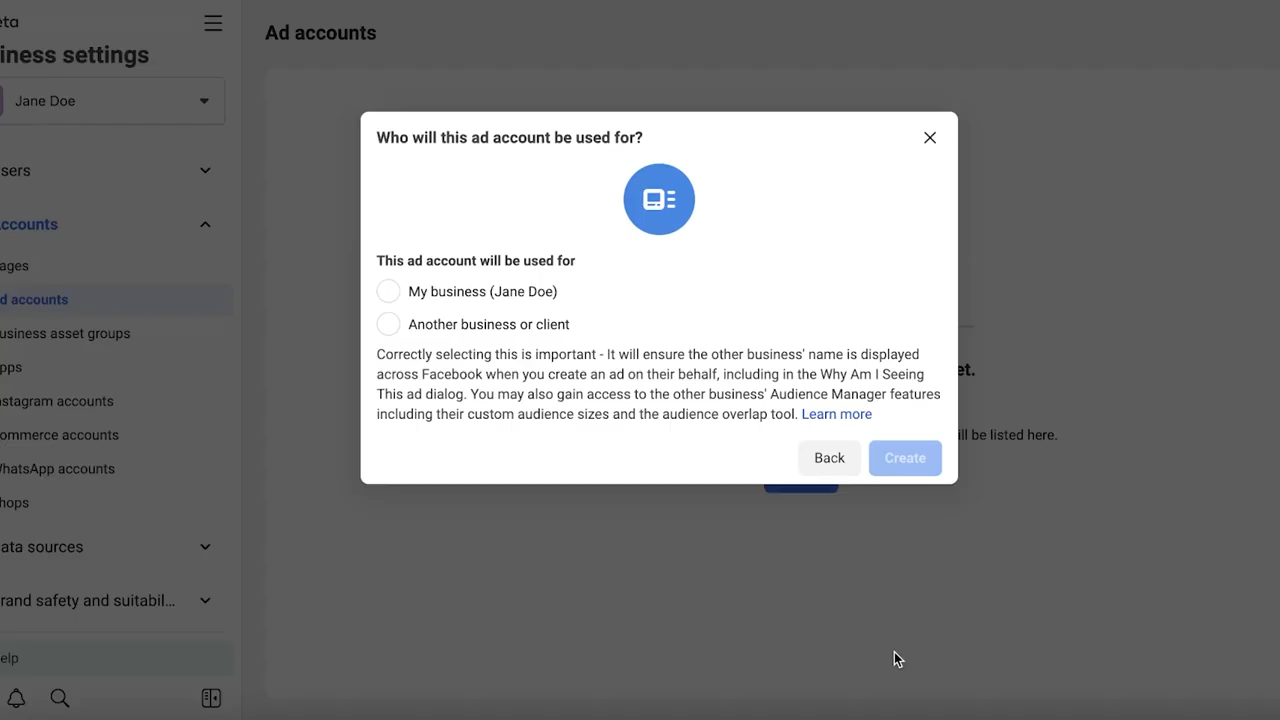 eta
iness settings
Jane Doe
sers
ccounts
ages
d accounts
usiness asset groups
pps
nstagram accounts
ommerce accounts
WhatsApp accounts
hops
ata sources
rand safety and suitabil...
elp
Ad accounts
Who will this ad account be used for?
This ad account will be used for
My business (Jane Doe)
Another business or client
Correctly selecting this is important - It will ensure the other business' name is displayed
across Facebook when you create an ad on their behalf, including in the Why Am I Seeing
This ad dialog. You may also gain access to the other business' Audience Manager features
including their custom audience sizes and the audience overlap tool. Learn more
Back
Create
et.
ill be listed here.